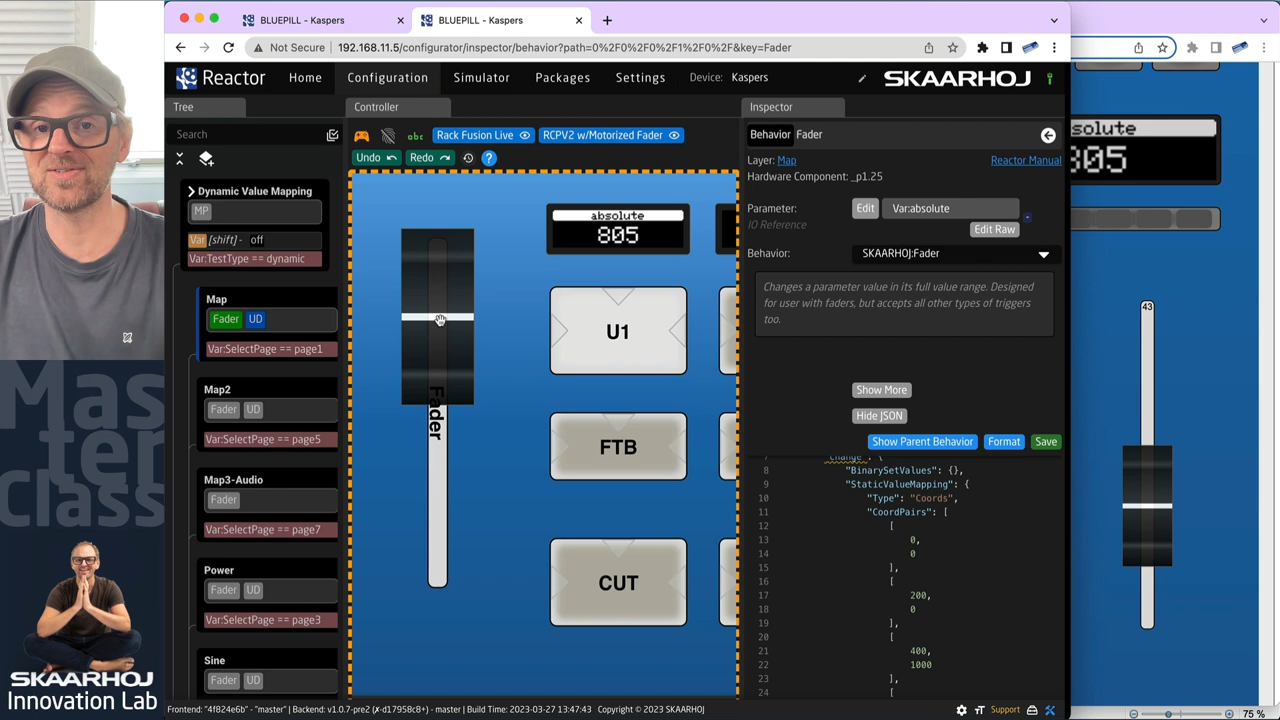 BLUEPILL - Kaspers
BLUEPILL - Kaspers
Not Secure 192.168.11.5/configurator/inspector/behavior?path=0%2F0%2F0%2F1%2F0%2F&key=Fader
Reactor Home Configuration Simulator Packages Settings Device: Kaspers SKAARHOJ
Tree Controller Inspector
Search
abc Rack Fusion Live RCPV2 w/Motorized Fader
Undo Redo ?
Behavior Fader
Layer: Map Reactor Manual
Hardware Component: _p1.25
Parameter: Edit Var:absolute
IO Reference Edit Raw
Behavior: SKAARHOJ:Fader
Changes a parameter value in its full value range. Designed
for user with faders, but accepts all other types of triggers
too.
Show More
Hide JSON
Show Parent Behavior Format Save
Dynamic Value Mapping
MP
Var [shift] - off
Var:TestType == dynamic
Map
Fader UD
Var:SelectPage == page1
Map2
Fader UD
Var:SelectPage == page5
Map3-Audio
Fader
Var:SelectPage == page7
Power
Fader UD
Var:SelectPage == page3
Sine
Fader UD
absolute
805
U1
FTB
CUT
Fader
7 "Change": {
8 "BinarySetValues": {},
9 "StaticValueMapping": {
10 "Type": "Coords",
11 "CoordPairs": [
12 [
13 0,
14 0
15 ],
16 [
17 200,
18 0
19 ],
20 [
21 400,
22 1000
23 ],
24 [
solute
805
43
Master
Class
SKAARHOJ
Innovation Lab
Frontend: "4f824e6b" - "master" | Backend: v1.0.7-pre2 (X-d17958c8+) - master | Build Time: 2023-03-27 13:47:43 Copyright © 2023 SKAARHOJ
Support
75 %